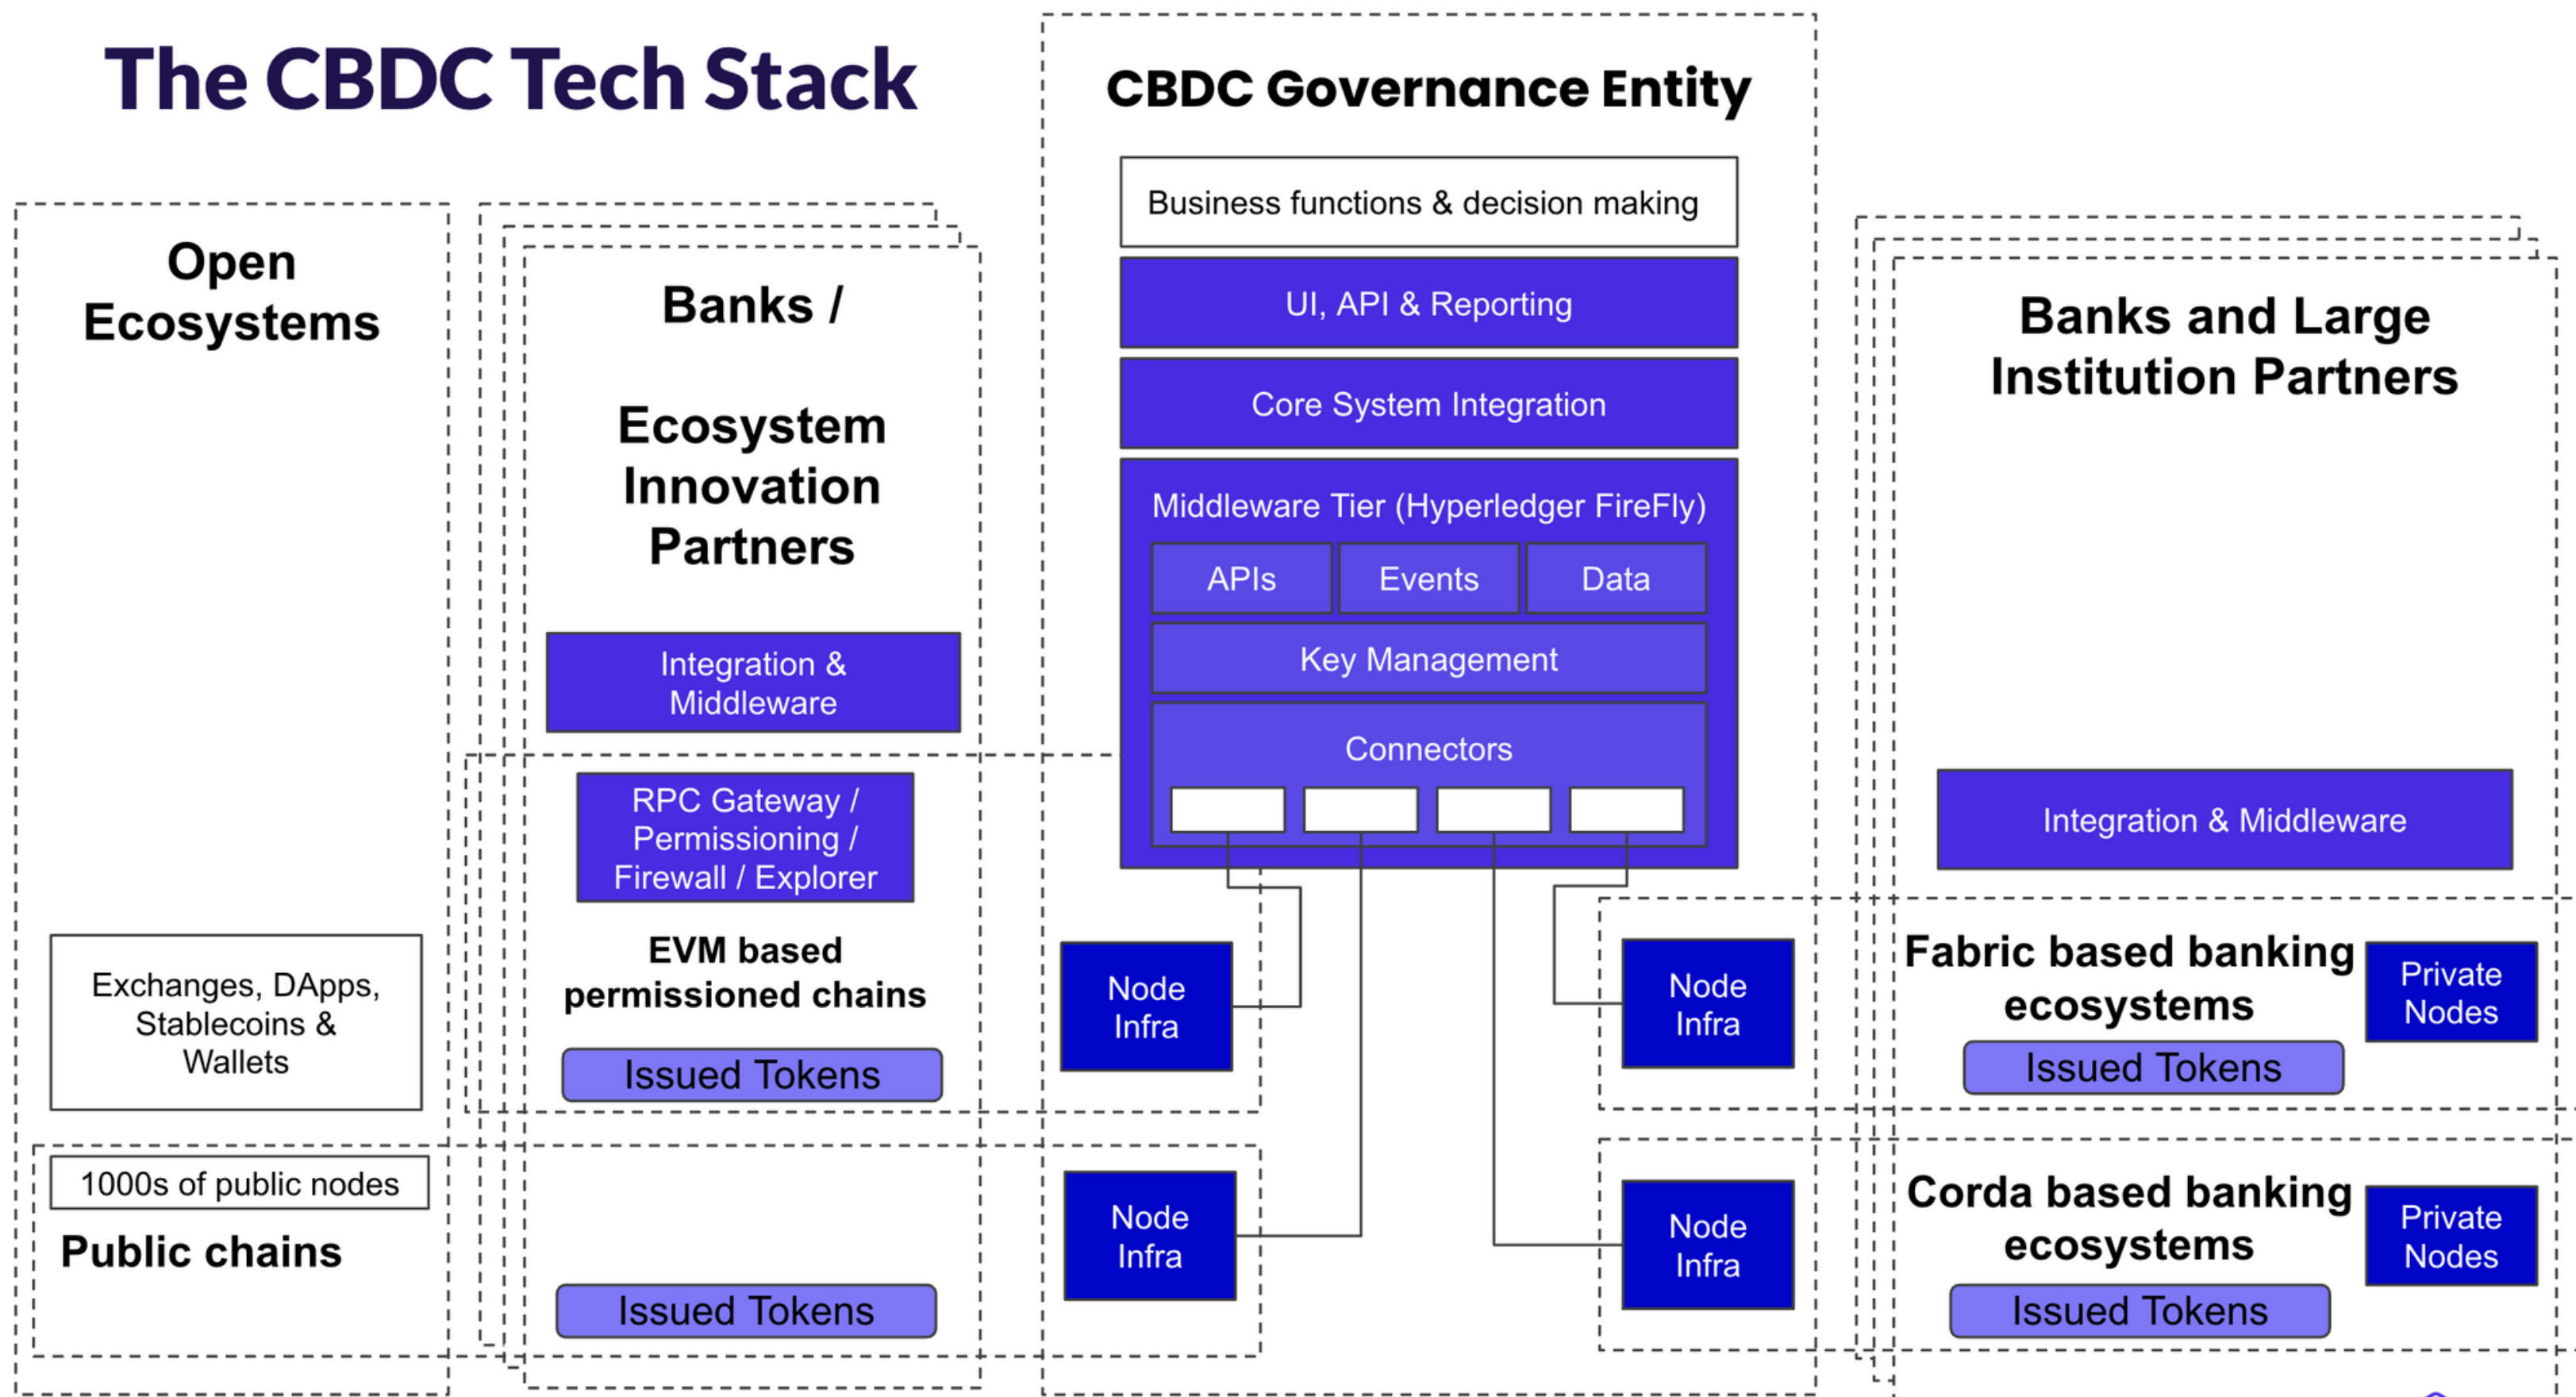 The CBDC Tech Stack
Open
Ecosystems
Exchanges, DApps,
Stablecoins &
Wallets
1000s of public nodes
Public chains
Banks /
Ecosystem
Innovation
Partners
Integration &
Middleware
RPC Gateway /
Permissioning /
Firewall / Explorer
EVM based
permissioned chains
Issued Tokens
Issued Tokens
CBDC Governance Entity
Business functions & decision making
UI, API & Reporting
Core System Integration
Middleware Tier (Hyperledger FireFly)
APIs
Events
Data
Key Management
Connectors
Node
Infra
Node
Infra
Node
Infra
Node
Infra
Banks and Large
Institution Partners
Integration & Middleware
Fabric based banking
ecosystems
Private
Nodes
Issued Tokens
Corda based banking
ecosystems
Private
Nodes
Issued Tokens